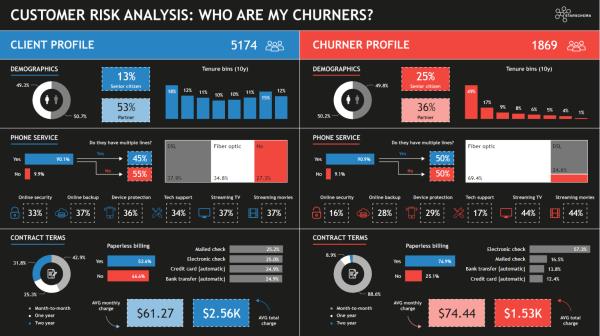 CUSTOMER RISK ANALYSIS: WHO ARE MY CHURNERS?
STARSCHEMA
CLIENT PROFILE 5174
DEMOGRAPHICS
49.3%
50.7%
13%
Senior citizen
53%
Partner
Tenure bins (10y)
18% 12% 11% 10% 10% 11% 15% 12%
PHONE SERVICE
Yes 90.1%
No 9.9%
Do they have multiple lines?
Yes 45%
No 55%
DSL 37.9%
Fiber optic 34.8%
No 27.3%
Online security 33%
Online backup 37%
Device protection 36%
Tech support 34%
Streaming TV 37%
Streaming movies 37%
CONTRACT TERMS
31.8%
42.9%
25.3%
Month-to-month
One year
Two year
Paperless billing
Yes 53.6%
No 46.4%
Mailed check 25.2%
Electronic check 25.0%
Credit card (automatic) 24.9%
Bank transfer (automatic) 24.9%
AVG monthly charge
$61.27
$2.56K
AVG total charge
CHURNER PROFILE 1869
DEMOGRAPHICS
49.8%
50.2%
25%
Senior citizen
36%
Partner
Tenure bins (10y)
49% 17% 9% 8% 6% 5% 4% 1%
PHONE SERVICE
Yes 90.9%
No 9.1%
Do they have multiple lines?
Yes 50%
No 50%
Fiber optic 69.4%
DSL 24.6%
Online security 16%
Online backup 28%
Device protection 29%
Tech support 17%
Streaming TV 44%
Streaming movies 44%
CONTRACT TERMS
8.9%
88.6%
Month-to-month
One year
Two year
Paperless billing
Yes 74.9%
No 25.1%
Electronic check 57.3%
Mailed check 16.5%
Bank transfer (automatic) 13.8%
Credit card (automatic) 12.4%
AVG monthly charge
$74.44
$1.53K
AVG total charge